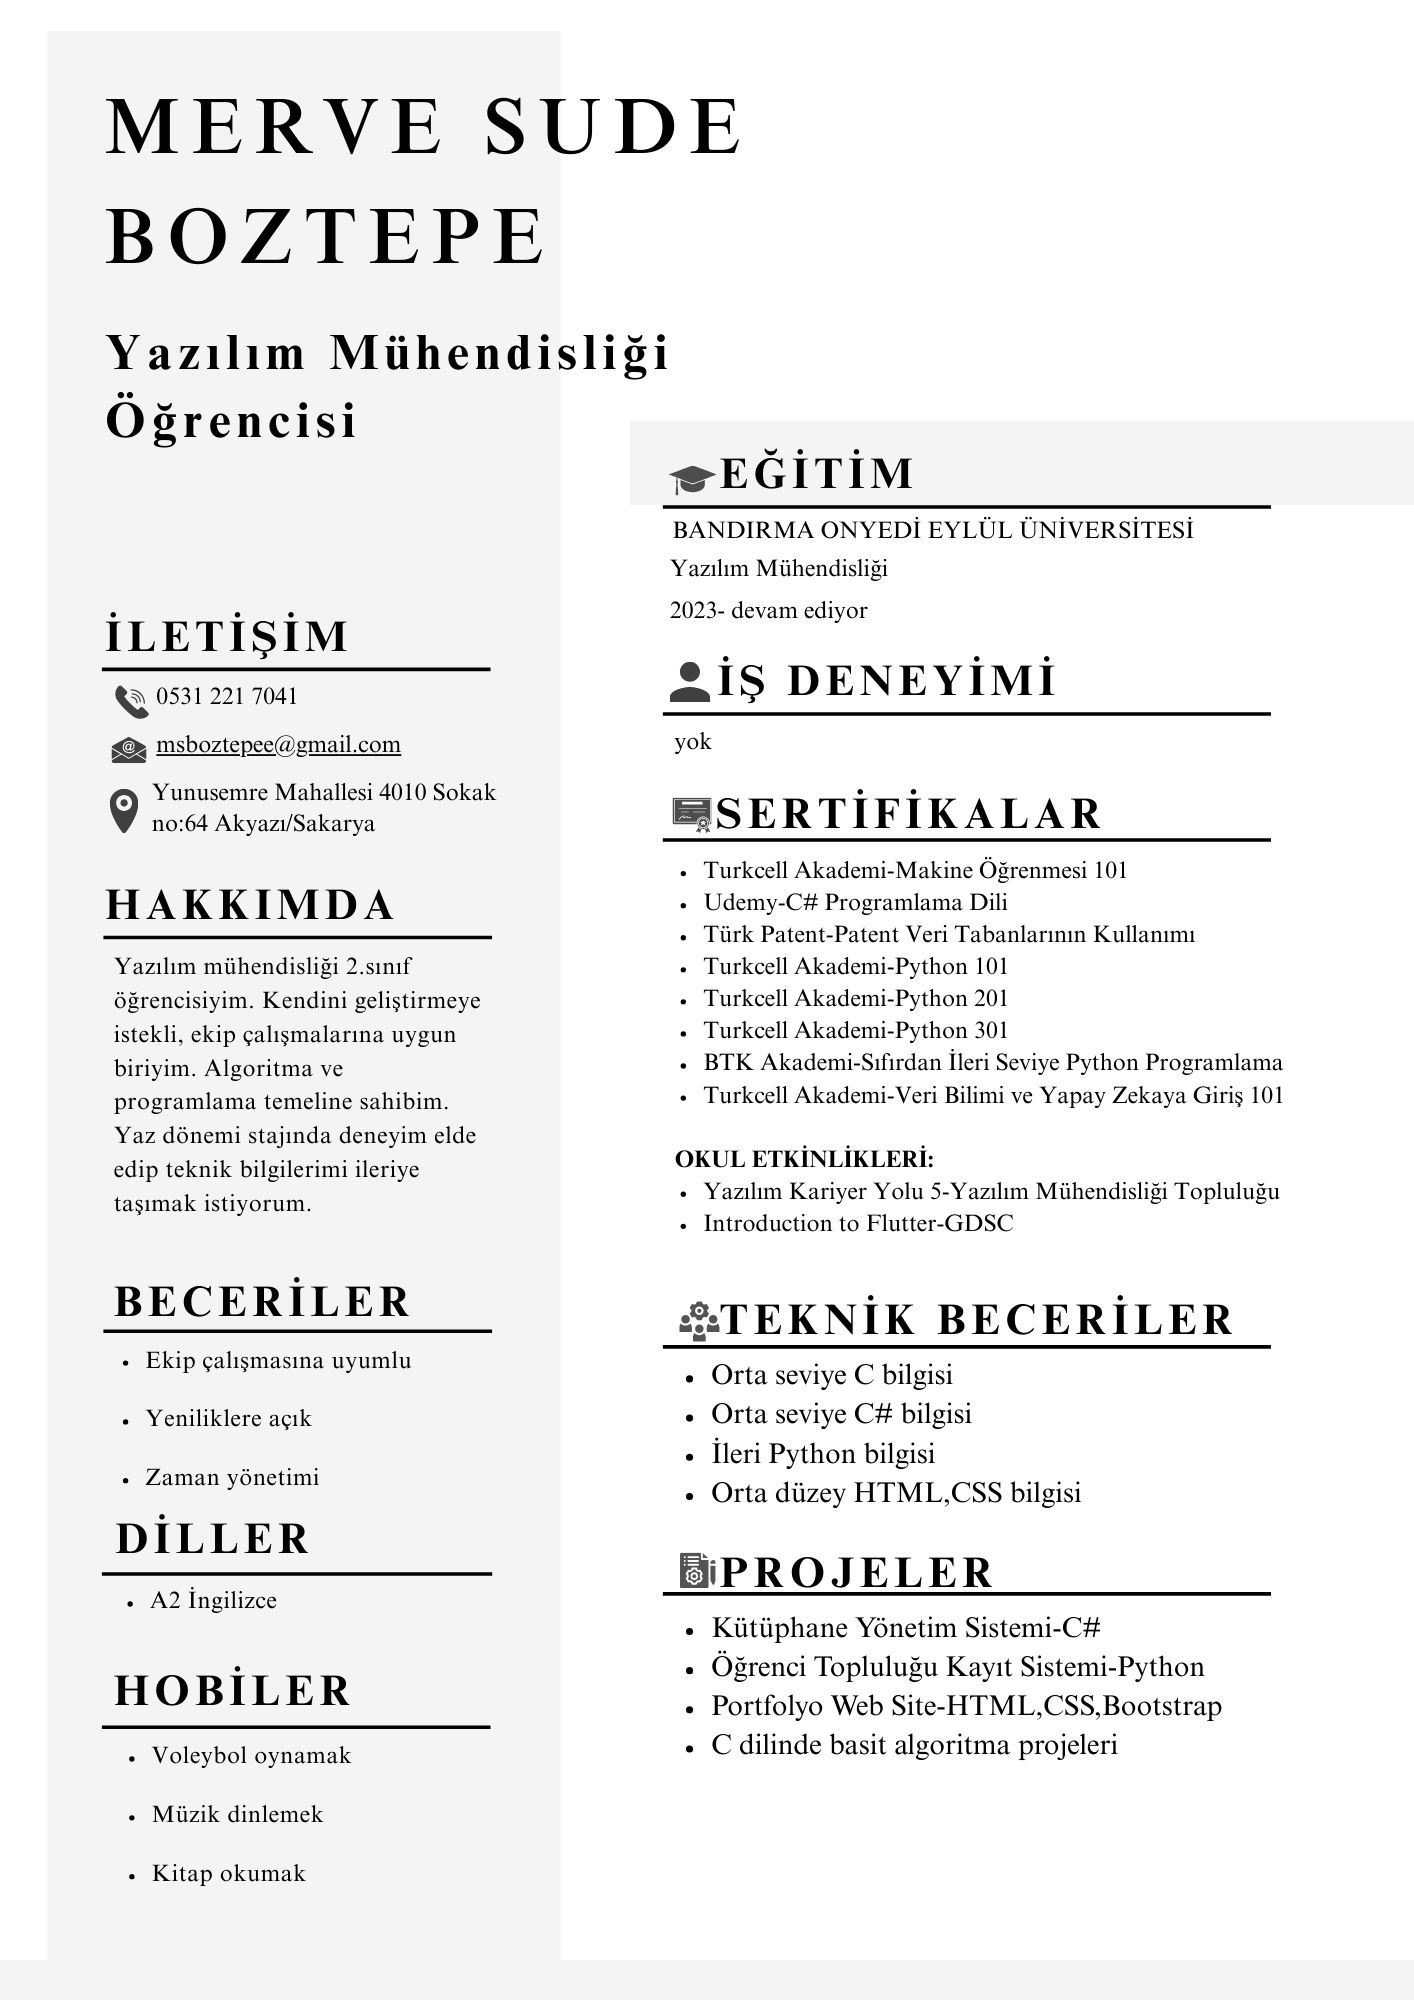 MERVE SUDE
BOZTEPE
Yazılım Mühendisliği
Öğrencisi
İLETİŞİM
0531 221 7041
msboztepee@gmail.com
Yunusemre Mahallesi 4010 Sokak
no:64 Akyazı/Sakarya
HAKKIMDA
Yazılım mühendisliği 2.sınıf
öğrencisiyim. Kendini geliştirmeye
istekli, ekip çalışmalarına uygun
biriyim. Algoritma ve
programlama temeline sahibim.
Yaz dönemi stajında deneyim elde
edip teknik bilgilerimi ileriye
taşımak istiyorum.
BECERİLER
• Ekip çalışmasına uyumlu
• Yeniliklere açık
• Zaman yönetimi
DİLLER
• A2 İngilizce
HOBİLER
• Voleybol oynamak
• Müzik dinlemek
• Kitap okumak
EĞİTİM
BANDIRMA ONYEDİ EYLÜL ÜNİVERSİTESİ
Yazılım Mühendisliği
2023- devam ediyor
İŞ DENEYİMİ
yok
SERTİFİKALAR
• Turkcell Akademi-Makine Öğrenmesi 101
• Udemy-C# Programlama Dili
• Türk Patent-Patent Veri Tabanlarının Kullanımı
• Turkcell Akademi-Python 101
• Turkcell Akademi-Python 201
• Turkcell Akademi-Python 301
• BTK Akademi-Sıfırdan İleri Seviye Python Programlama
• Turkcell Akademi-Veri Bilimi ve Yapay Zekaya Giriş 101
OKUL ETKİNLİKLERİ:
• Yazılım Kariyer Yolu 5-Yazılım Mühendisliği Topluluğu
• Introduction to Flutter-GDSC
TEKNİK BECERİLER
• Orta seviye C bilgisi
• Orta seviye C# bilgisi
• İleri Python bilgisi
• Orta düzey HTML,CSS bilgisi
PROJELER
• Kütüphane Yönetim Sistemi-C#
• Öğrenci Topluluğu Kayıt Sistemi-Python
• Portfolyo Web Site-HTML,CSS,Bootstrap
• C dilinde basit algoritma projeleri